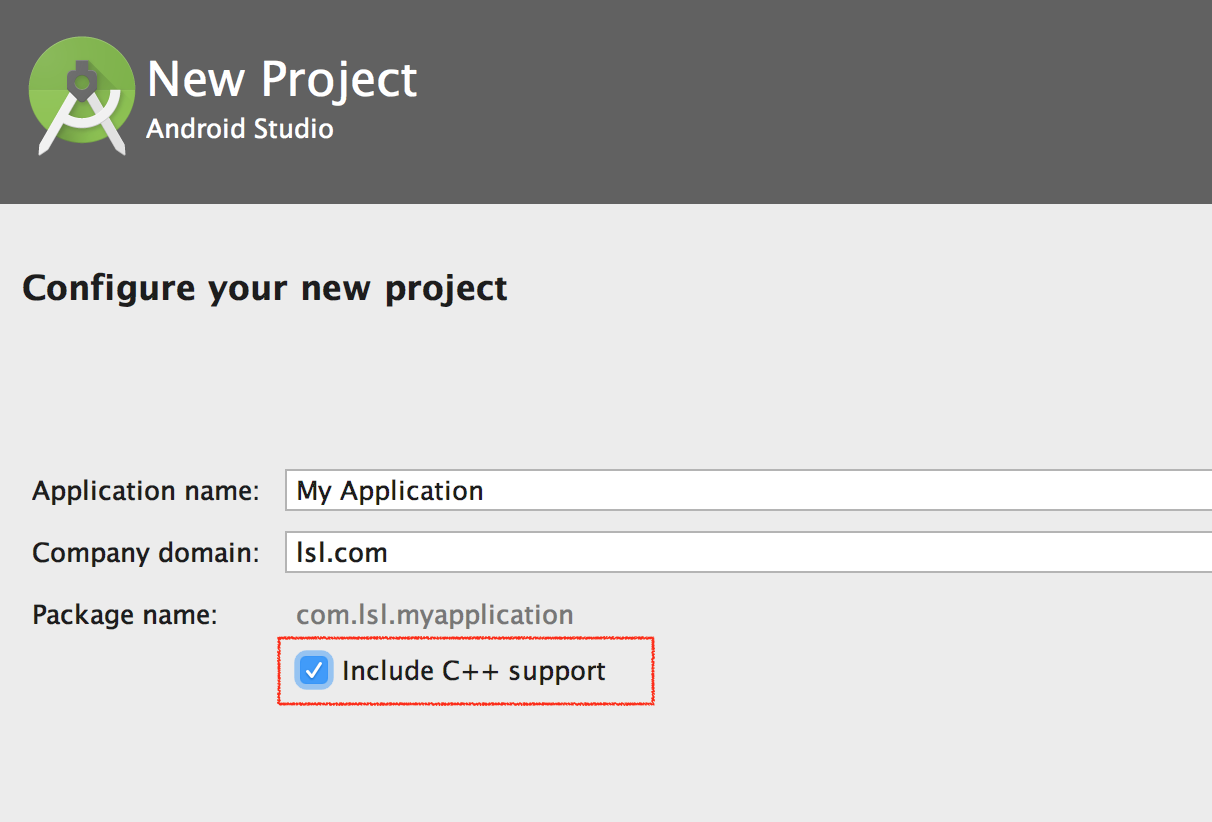 New Project
Android Studio
Configure your new project
Application name: My Application
Company domain: lsl.com
Package name: com.lsl.myapplication
Include C++ support